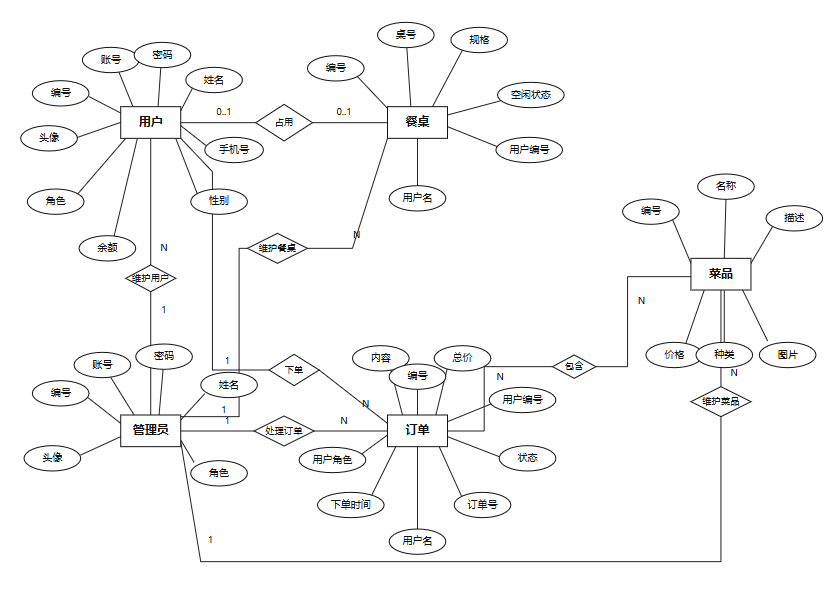 桌号
规格
账号
密码
编号
姓名
编号
空闲状态
0..1
0..1
用户
占用
餐桌
头像
手机号
用户编号
名称
角色
性别
用户名
编号
描述
N
余额
N
维护餐桌
菜品
维护用户
N
1
价格
种类
图片
账号
密码
1
内容
总价
包含
下单
编号
N
N
编号
姓名
用户编号
维护菜品
1
N
1
N
管理员
处理订单
订单
头像
角色
用户角色
状态
下单时间
订单号
1
用户名